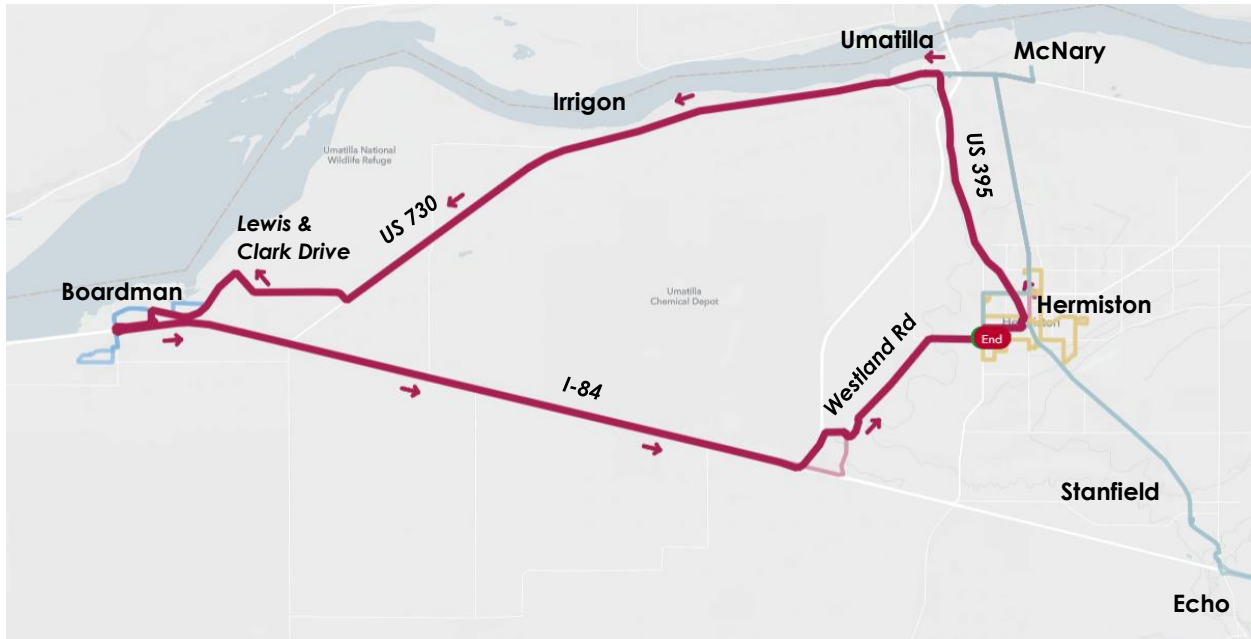 Umatilla
McNary
Irrigon
Umatilla National
Wildlife Refuge
US 395
US 730
Lewis &
Clark Drive
Boardman
Umatilla
Chemical Depot
Hermiston
End
Westland Rd
I-84
Stanfield
Echo